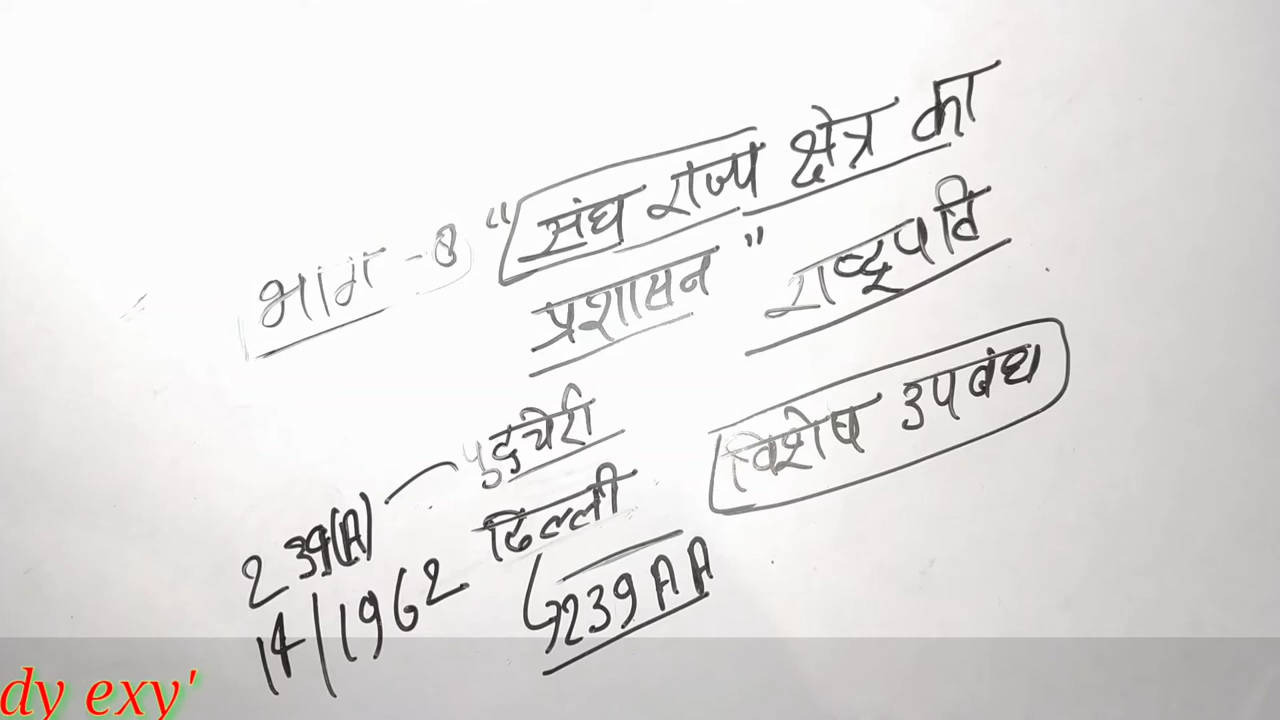 भाग -8 "संघ राज्य क्षेत्र का
प्रशासन" राष्ट्रपति
पुदुचेरी
विशेष उपबंध
दिल्ली
239(A)
14/1962
239AA
dy exy'